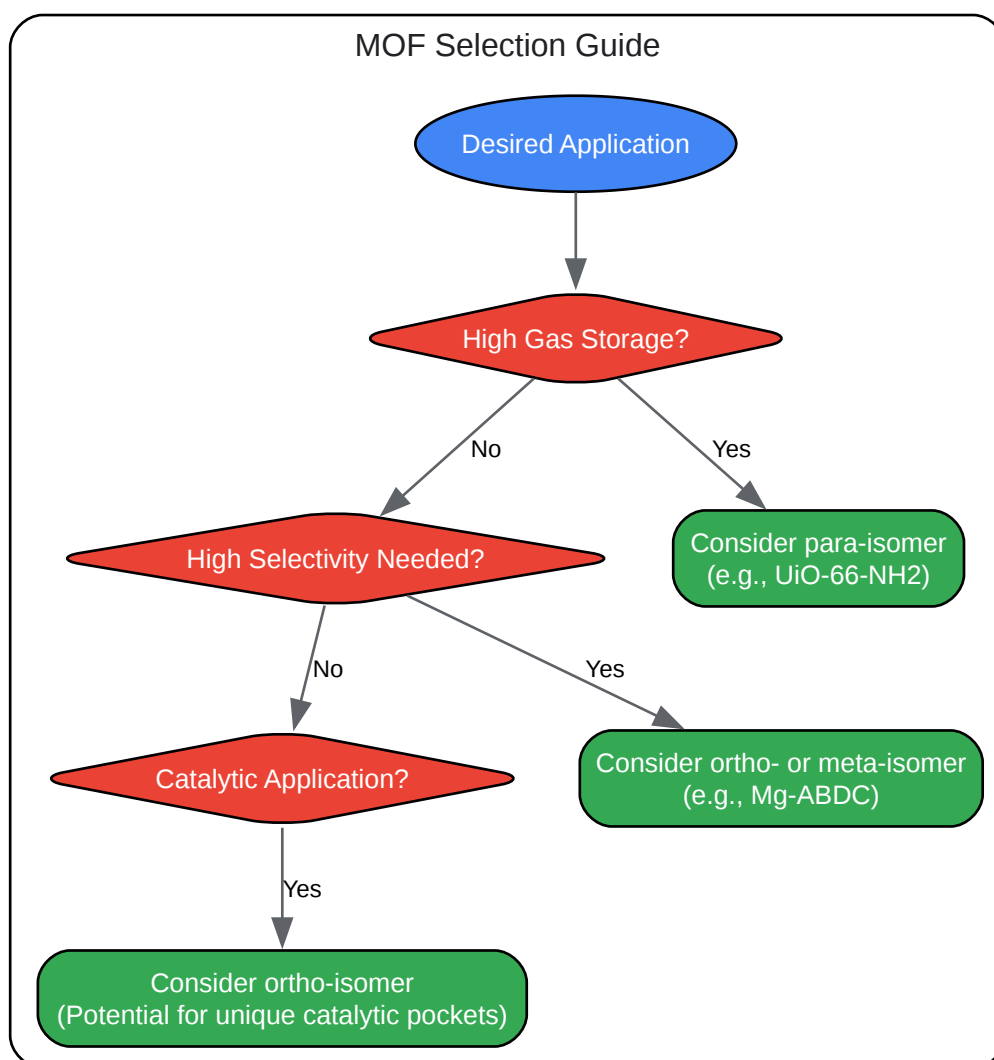 MOF Selection Guide
Desired Application
High Gas Storage?
No
Yes
Consider para-isomer
(e.g., UiO-66-NH2)
High Selectivity Needed?
No
Yes
Consider ortho- or meta-isomer
(e.g., Mg-ABDC)
Catalytic Application?
Yes
Consider ortho-isomer
(Potential for unique catalytic pockets)